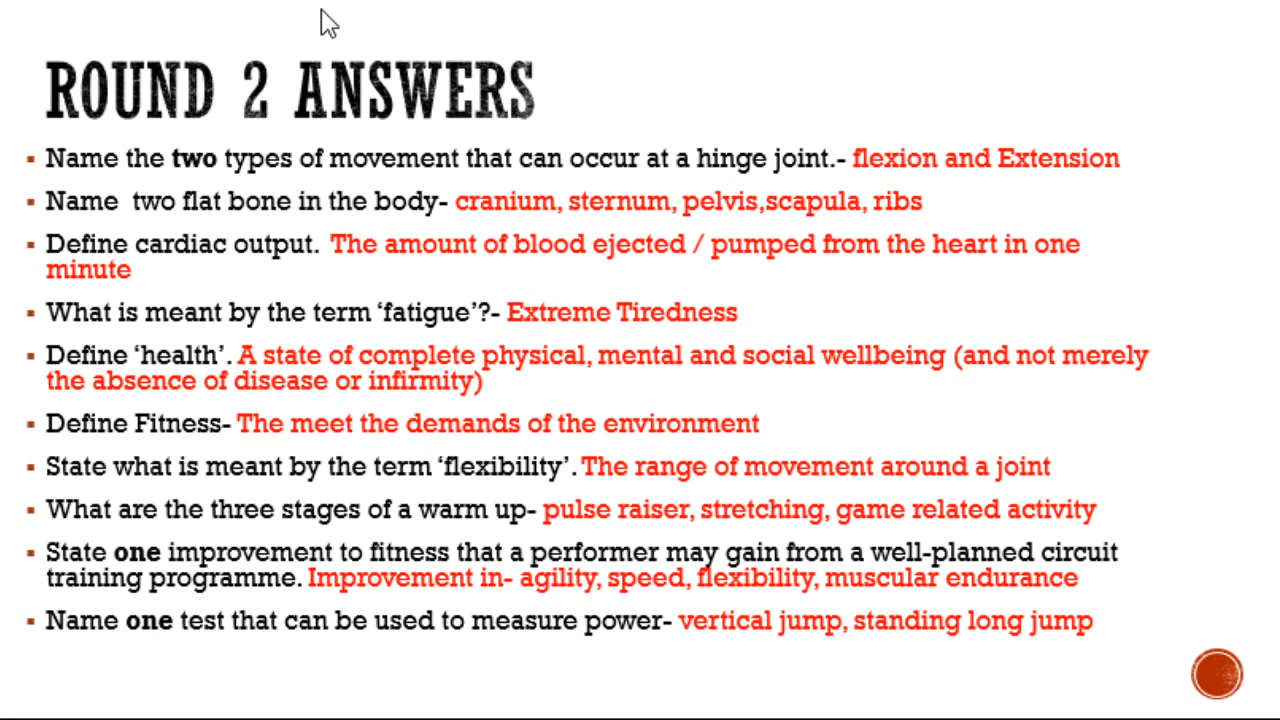 ROUND 2 ANSWERS
Name the two types of movement that can occur at a hinge joint.- flexion and Extension
Name two flat bone in the body- cranium, sternum, pelvis,scapula, ribs
Define cardiac output. The amount of blood ejected / pumped from the heart in one
minute
What is meant by the term ‘fatigue’?- Extreme Tiredness
Define ‘health’. A state of complete physical, mental and social wellbeing (and not merely
the absence of disease or infirmity)
Define Fitness- The meet the demands of the environment
State what is meant by the term ‘flexibility’. The range of movement around a joint
What are the three stages of a warm up- pulse raiser, stretching, game related activity
State one improvement to fitness that a performer may gain from a well-planned circuit
training programme. Improvement in- agility, speed, flexibility, muscular endurance
Name one test that can be used to measure power- vertical jump, standing long jump